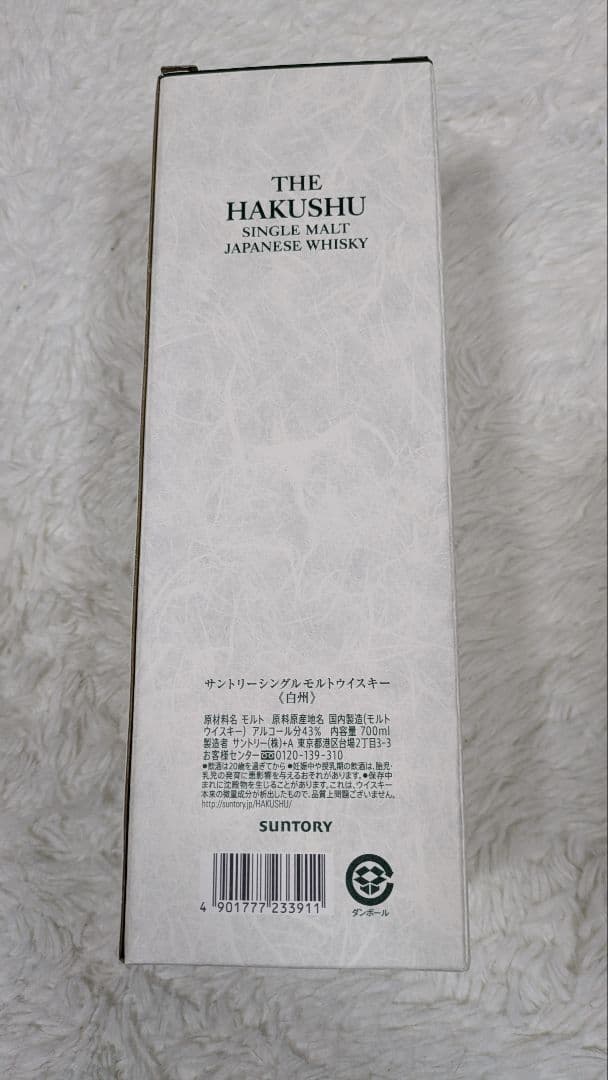 THE
HAKUSHU
SINGLE MALT
JAPANESE WHISKY
サントリーシングルモルトウイスキー
《白州》
原材料名 モルト 原料原産地名 国内製造(モルト
ウイスキー) アルコール分43% 内容量 700ml
製造者 サントリー(株)+A 東京都港区台場2丁目3-3
お客様センター 0120-139-310
●飲酒は20歳を過ぎてから ●妊娠中や授乳期の飲酒は、胎児・
乳児の発育に悪影響を与えるおそれがあります。●保存中
まれに沈殿物を生じることがあります。これは、ウイスキー
本来の微量成分が析出したもので、品質上問題ございません。
http://suntory.jp/HAKUSHU/
SUNTORY
4 901777 233911
ダンボール